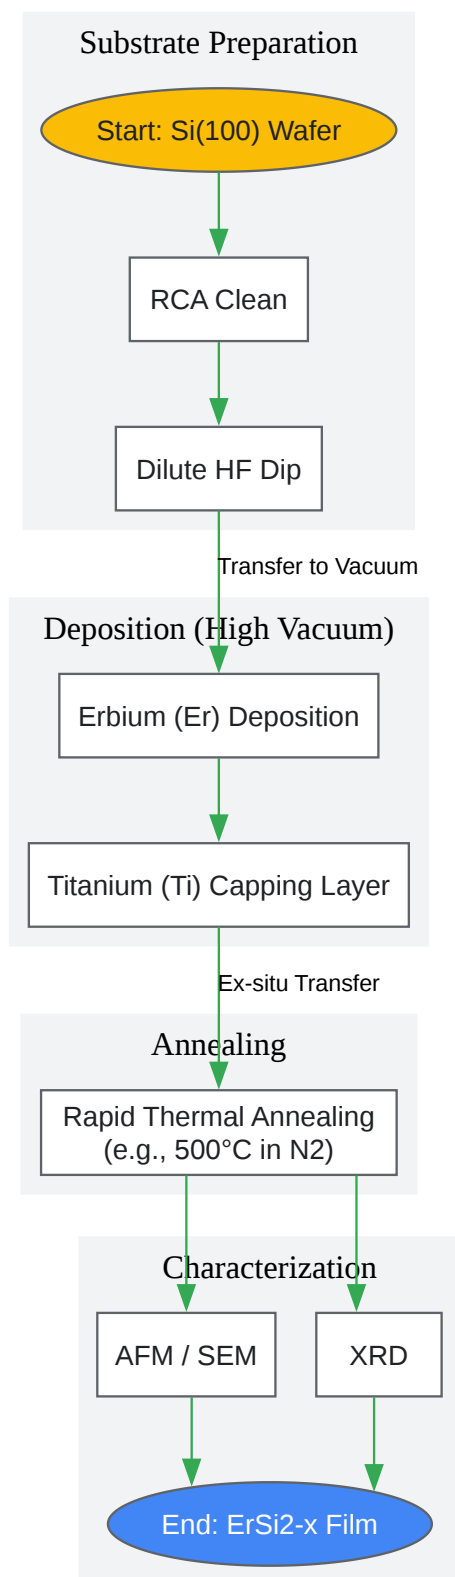 Substrate Preparation
Start: Si(100) Wafer
RCA Clean
Dilute HF Dip
Transfer to Vacuum
Deposition (High Vacuum)
Erbium (Er) Deposition
Titanium (Ti) Capping Layer
Ex-situ Transfer
Annealing
Rapid Thermal Annealing
(e.g., 500°C in N2)
Characterization
AFM / SEM
XRD
End: ErSi2-x Film